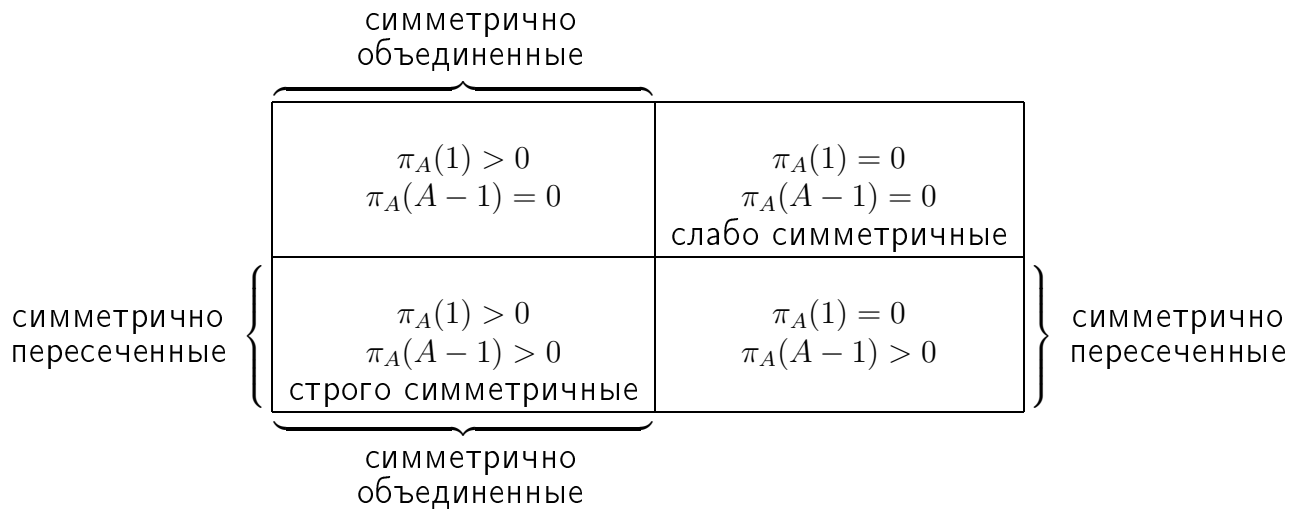 симметрично
объединенные
π_A(1) > 0
π_A(A − 1) = 0
π_A(1) = 0
π_A(A − 1) = 0
слабо симметричные
симметрично
пересеченные
π_A(1) > 0
π_A(A − 1) > 0
строго симметричные
π_A(1) = 0
π_A(A − 1) > 0
симметрично
пересеченные
симметрично
объединенные